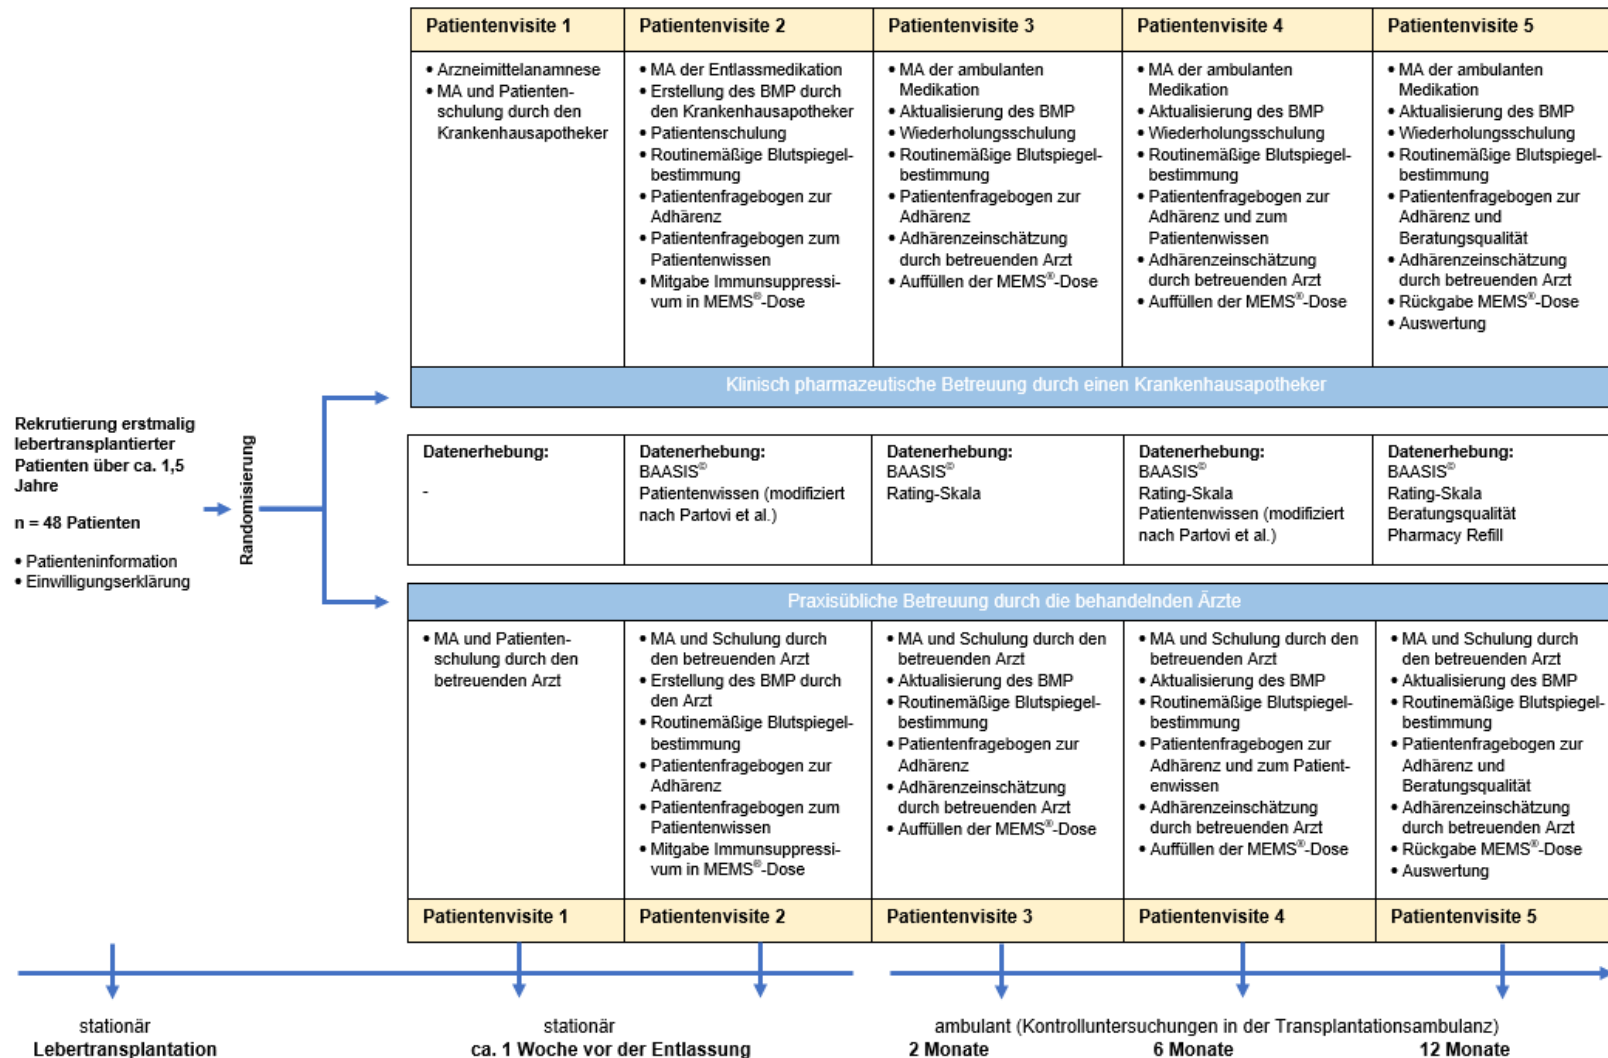 Patientenvisite 1
Patientenvisite 2
Patientenvisite 3
Patientenvisite 4
Patientenvisite 5
• Arzneimittelanamnese
• MA und Patienten-
schulung durch den
Krankenhausapotheker
• MA der Entlassmedikation
• Erstellung des BMP durch
den Krankenhausapotheker
• Patientenschulung
• Routinemäßige Blutspiegel-
bestimmung
• Patientenfragebogen zur
Adhärenz
• Patientenfragebogen zum
Patientenwissen
• Mitgabe Immunsuppressi-
vum in MEMS®-Dose
• MA der ambulanten
Medikation
• Aktualisierung des BMP
• Wiederholungsschulung
• Routinemäßige Blutspiegel-
bestimmung
• Patientenfragebogen zur
Adhärenz
• Adhärenzeinschätzung
durch betreuenden Arzt
• Auffüllen der MEMS®-Dose
• MA der ambulanten
Medikation
• Aktualisierung des BMP
• Wiederholungsschulung
• Routinemäßige Blutspiegel-
bestimmung
• Patientenfragebogen zur
Adhärenz und zum
Patientenwissen
• Adhärenzeinschätzung
durch betreuenden Arzt
• Auffüllen der MEMS®-Dose
• MA der ambulanten
Medikation
• Aktualisierung des BMP
• Wiederholungsschulung
• Routinemäßige Blutspiegel-
bestimmung
• Patientenfragebogen zur
Adhärenz und
Beratungsqualität
• Adhärenzeinschätzung
durch betreuenden Arzt
• Rückgabe MEMS®-Dose
• Auswertung
Klinisch pharmazeutische Betreuung durch einen Krankenhausapotheker
Rekrutierung erstmalig
lebertransplantierter
Patienten über ca. 1,5
Jahre
n = 48 Patienten
• Patienteninformation
• Einwilligungserklärung
Randomisierung
Datenerhebung:
-
Datenerhebung:
BAASIS©
Patientenwissen (modifiziert
nach Partovi et al.)
Datenerhebung:
BAASIS©
Rating-Skala
Datenerhebung:
BAASIS©
Rating-Skala
Patientenwissen (modifiziert
nach Partovi et al.)
Datenerhebung:
BAASIS©
Rating-Skala
Beratungsqualität
Pharmacy Refill
Praxisübliche Betreuung durch die behandelnden Ärzte
• MA und Patienten-
schulung durch den
betreuenden Arzt
• MA und Schulung durch
den betreuenden Arzt
• Erstellung des BMP durch
den Arzt
• Routinemäßige Blutspiegel-
bestimmung
• Patientenfragebogen zur
Adhärenz
• Patientenfragebogen zum
Patientenwissen
• Mitgabe Immunsuppressi-
vum in MEMS®-Dose
• MA und Schulung durch den
betreuenden Arzt
• Aktualisierung des BMP
• Routinemäßige Blutspiegel-
bestimmung
• Patientenfragebogen zur
Adhärenz
• Adhärenzeinschätzung
durch betreuenden Arzt
• Auffüllen der MEMS®-Dose
• MA und Schulung durch den
betreuenden Arzt
• Aktualisierung des BMP
• Routinemäßige Blutspiegel-
bestimmung
• Patientenfragebogen zur
Adhärenz und zum Patient-
enwissen
• Adhärenzeinschätzung
durch betreuenden Arzt
• Auffüllen der MEMS®-Dose
• MA und Schulung durch
den betreuenden Arzt
• Aktualisierung des BMP
• Routinemäßige Blutspiegel-
bestimmung
• Patientenfragebogen zur
Adhärenz und
Beratungsqualität
• Adhärenzeinschätzung
durch betreuenden Arzt
• Rückgabe MEMS®-Dose
• Auswertung
Patientenvisite 1
Patientenvisite 2
Patientenvisite 3
Patientenvisite 4
Patientenvisite 5
stationär
Lebertransplantation
stationär
ca. 1 Woche vor der Entlassung
ambulant (Kontrolluntersuchungen in der Transplantationsambulanz)
2 Monate
6 Monate
12 Monate